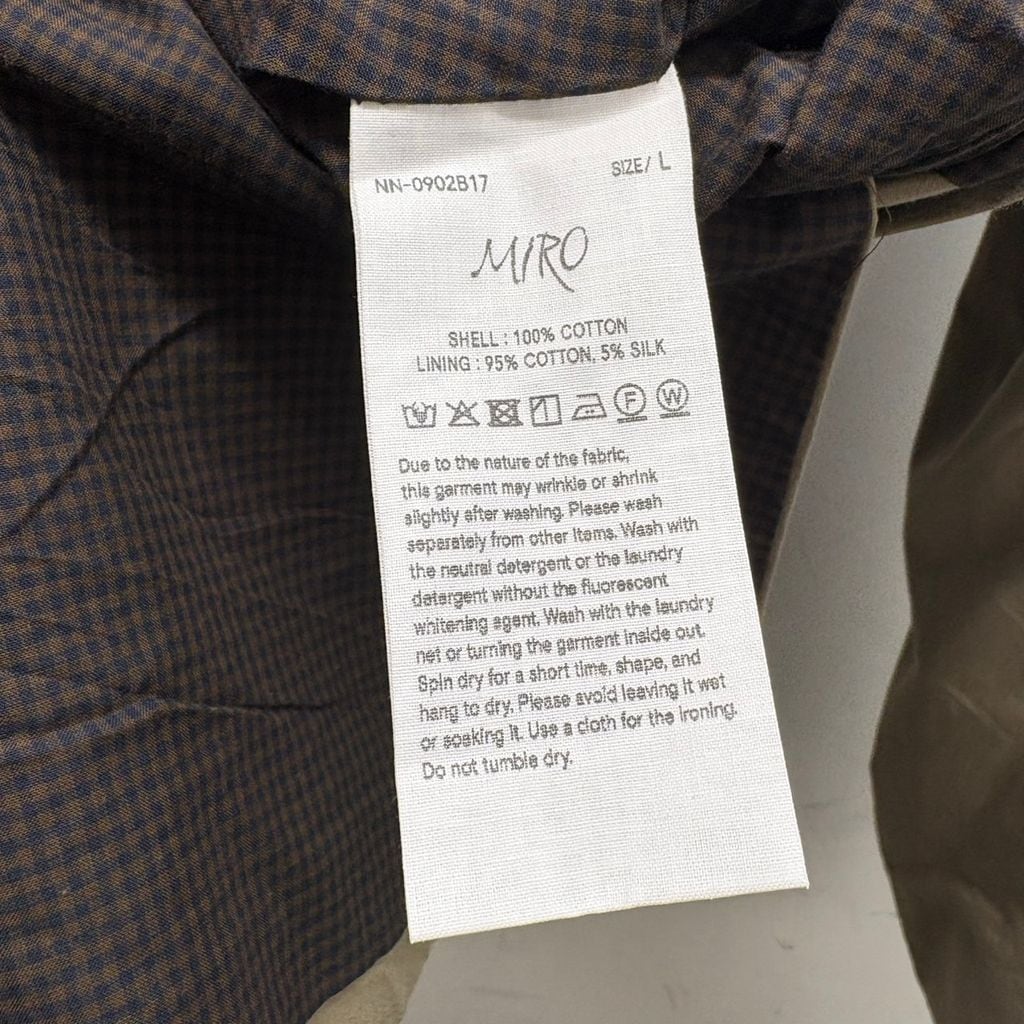 NN-0902B17
SIZE/ L
MIRO
SHELL : 100% COTTON
LINING : 95% COTTON, 5% SILK
F W
Due to the nature of the fabric,
this garment may wrinkle or shrink
slightly after washing. Please wash
separately from other items. Wash with
the neutral detergent or the laundry
detergent without the fluorescent
whitening agent. Wash with the laundry
net or turning the garment inside out.
Spin dry for a short time, shape, and
hang to dry. Please avoid leaving it wet
or soaking it. Use a cloth for the ironing.
Do not tumble dry.